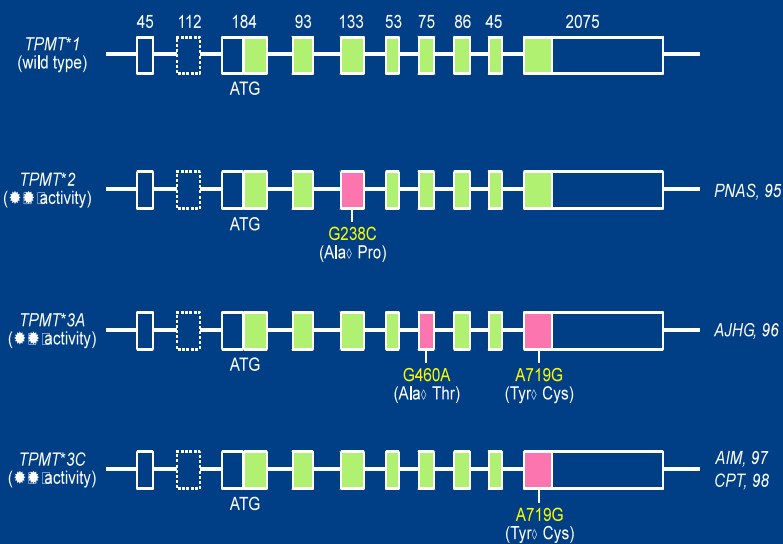 45 112 184 93 133 53 75 86 45 2075
TPMT*1
(wild type)
ATG
TPMT*2
(✹✹ activity)
PNAS, 95
ATG
G238C
(Ala◊ Pro)
TPMT*3A
(✹✹ activity)
AJHG, 96
ATG
G460A
(Ala◊ Thr)
A719G
(Tyr◊ Cys)
TPMT*3C
(✹✹ activity)
AIM, 97
CPT, 98
ATG
A719G
(Tyr◊ Cys)